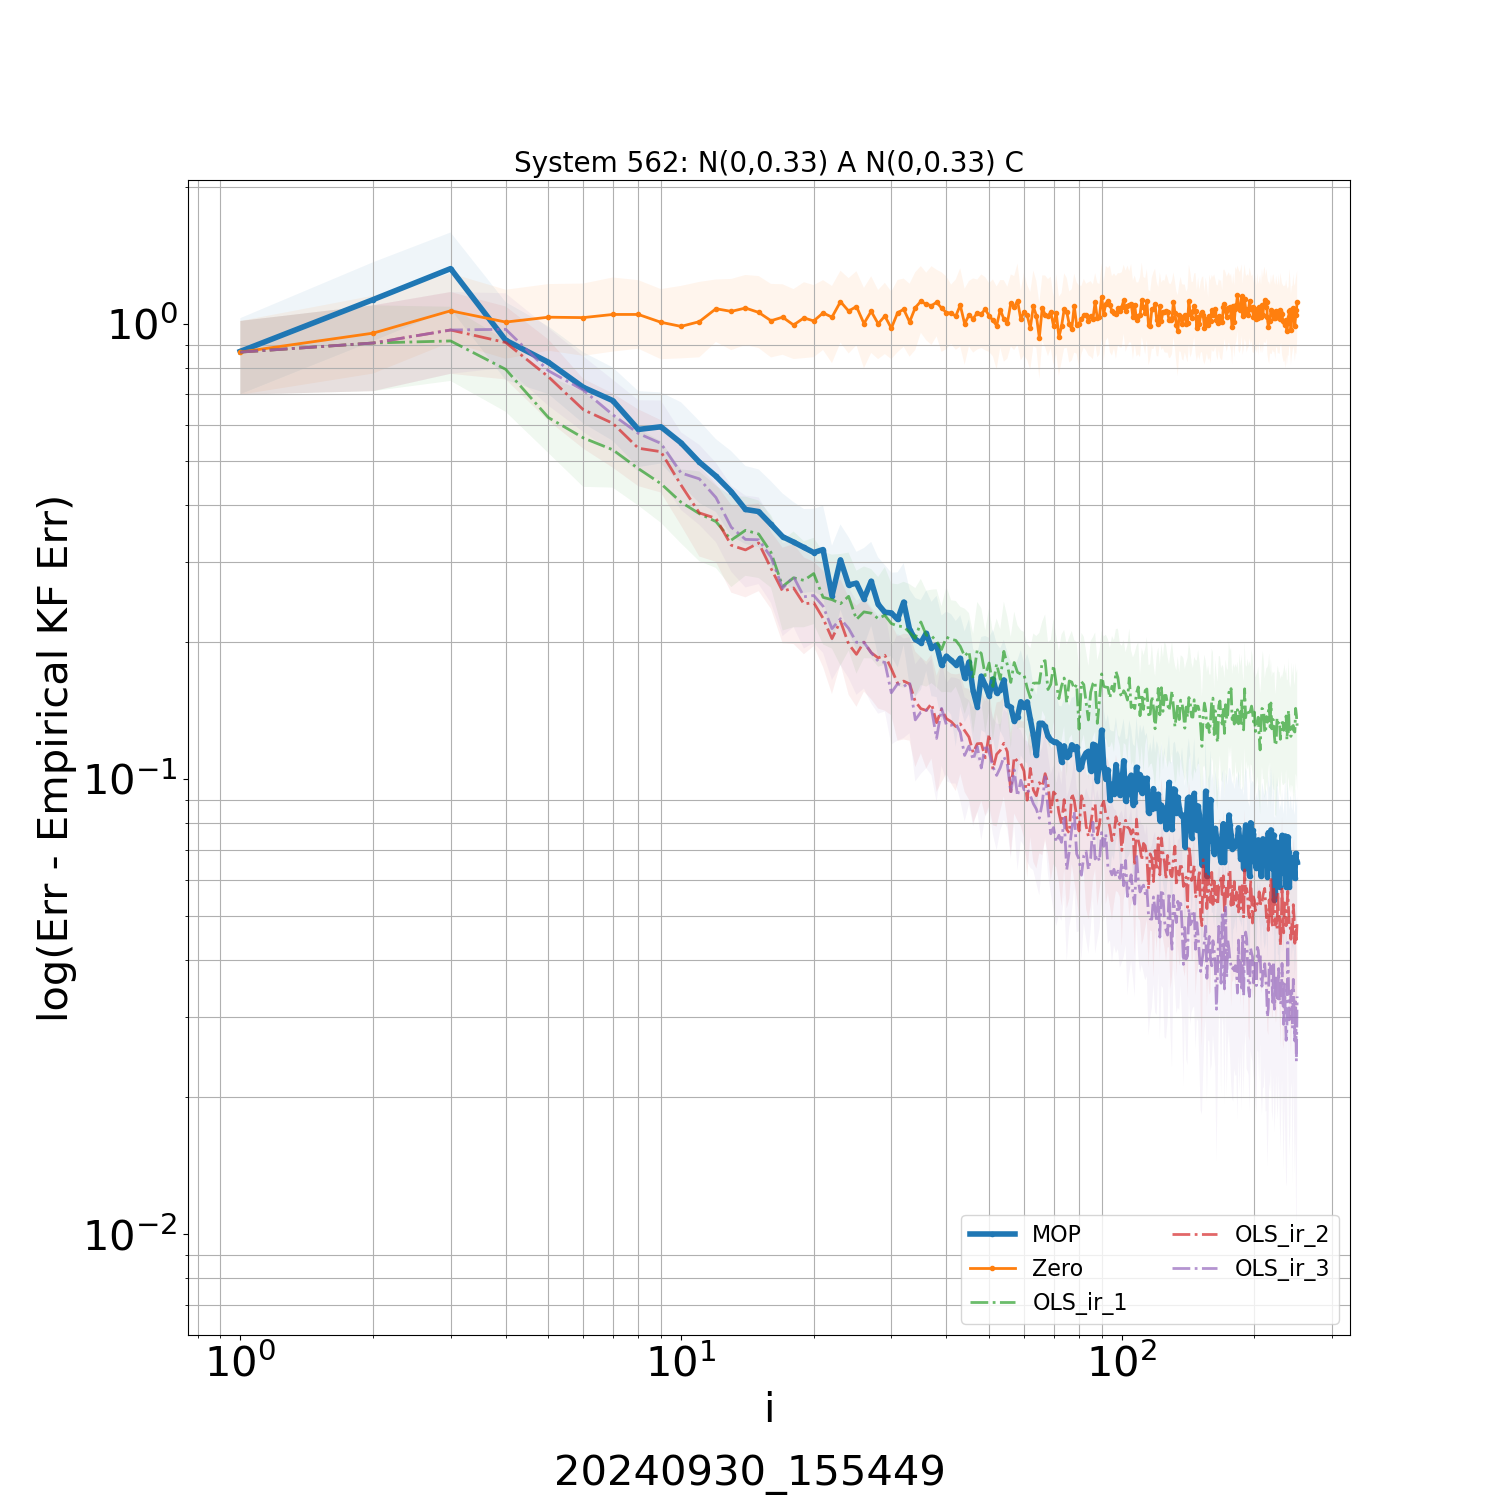 System 562: N(0,0.33) A N(0,0.33) C
log(Err - Empirical KF Err)
10⁰
10⁻¹
10⁻²
MOP
Zero
OLS_ir_1
OLS_ir_2
OLS_ir_3
10⁰ 10¹ 10²
i
20240930_155449